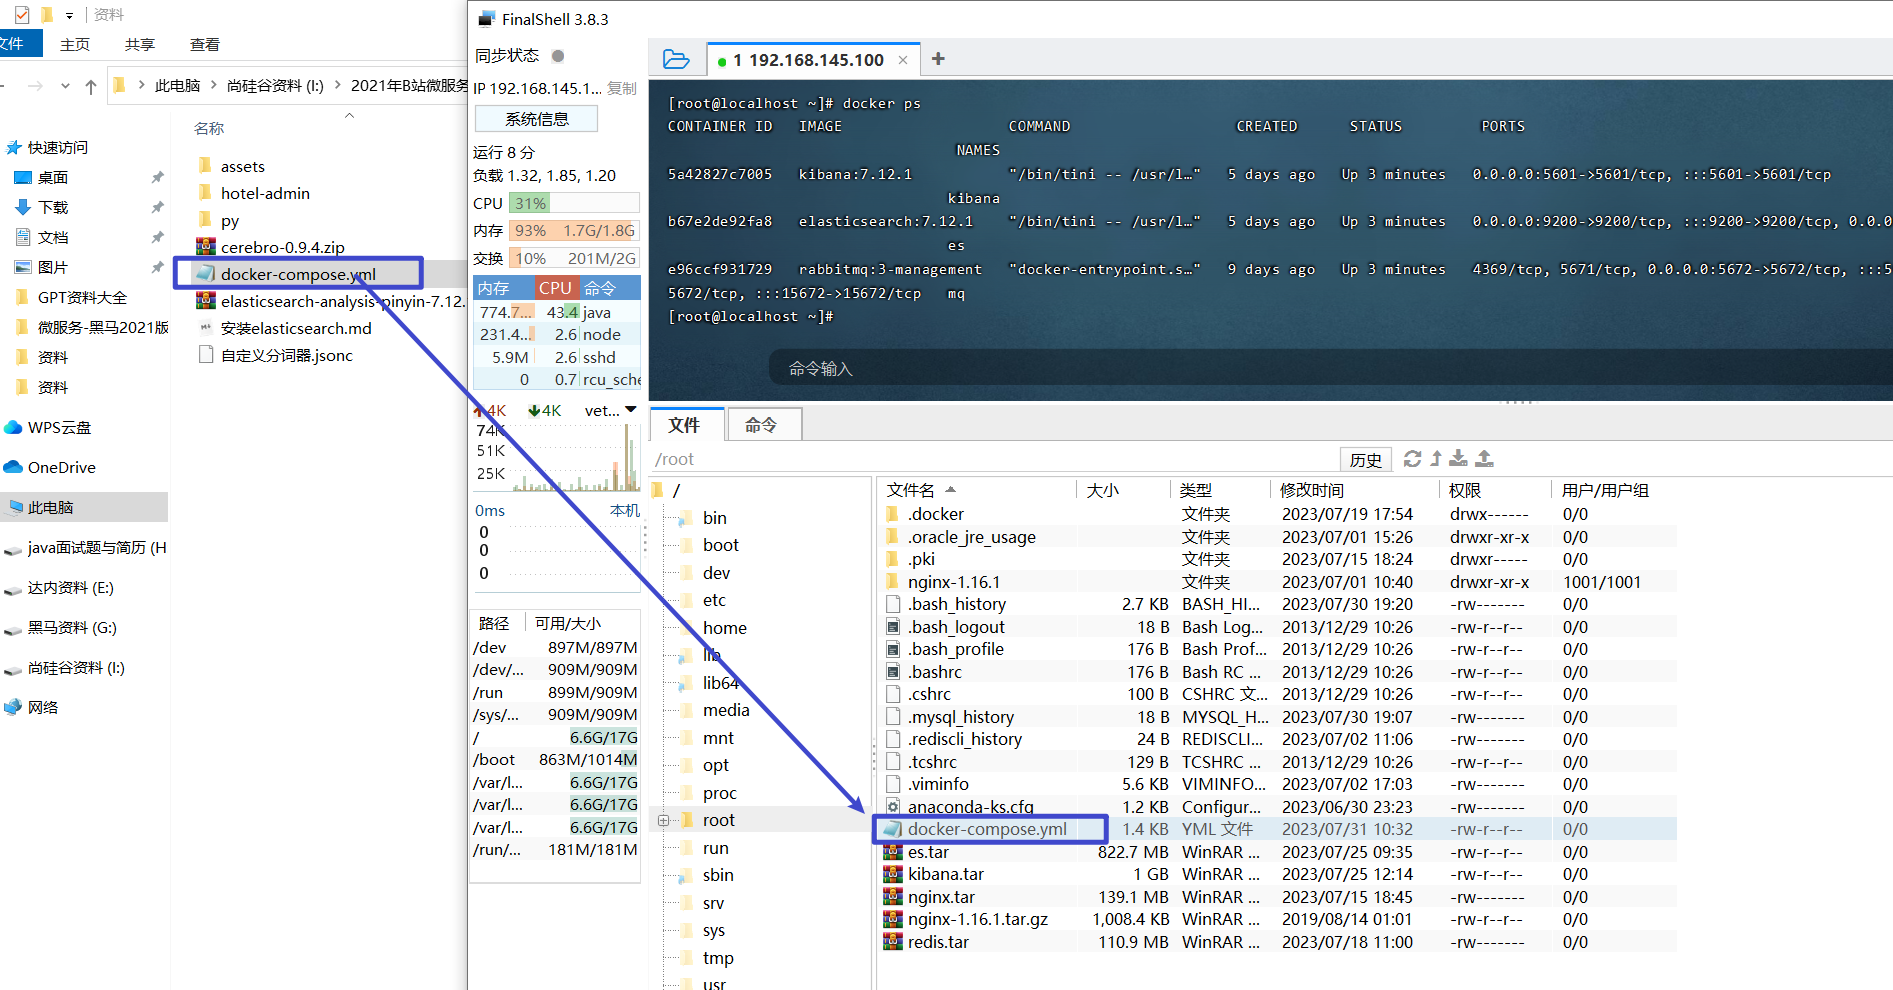 资料
文件
主页
共享
查看
此电脑
尚硅谷资料 (I:)
2021年B站微服务
名称
快速访问
桌面
下载
文档
图片
GPT资料大全
微服务-黑马2021版
资料
资料
WPS云盘
OneDrive
此电脑
java面试题与简历 (H
达内资料 (E:)
黑马资料 (G:)
尚硅谷资料 (I:)
网络
assets
hotel-admin
py
cerebro-0.9.4.zip
docker-compose.yml
elasticsearch-analysis-pinyin-7.12.
安装elasticsearch.md
自定义分词器.jsonc
FinalShell 3.8.3
同步状态
IP 192.168.145.1... 复制
系统信息
运行 8 分
负载 1.32, 1.85, 1.20
CPU 31%
内存 93% 1.7G/1.8G
交换 10% 201M/2G
内存 CPU 命令
774.7... 43.4 java
231.4... 2.6 node
5.9M 2.6 sshd
0 0.7 rcu_sche
4K 4K vet...
74K
51K
25K
0ms 本机
0
0
0
路径 可用/大小
/dev 897M/897M
/dev/... 909M/909M
/run 899M/909M
/sys/... 909M/909M
/ 6.6G/17G
/boot 863M/1014M
/var/l... 6.6G/17G
/var/l... 6.6G/17G
/var/l... 6.6G/17G
/run/... 181M/181M
1 192.168.145.100 × +
[root@localhost ~]# docker ps
CONTAINER ID IMAGE COMMAND CREATED STATUS PORTS
NAMES
5a42827c7005 kibana:7.12.1 "/bin/tini -- /usr/l…" 5 days ago Up 3 minutes 0.0.0.0:5601->5601/tcp, :::5601->5601/tcp
kibana
b67e2de92fa8 elasticsearch:7.12.1 "/bin/tini -- /usr/l…" 5 days ago Up 3 minutes 0.0.0.0:9200->9200/tcp, :::9200->9200/tcp, 0.0.0
es
e96ccf931729 rabbitmq:3-management "docker-entrypoint.s…" 9 days ago Up 3 minutes 4369/tcp, 5671/tcp, 0.0.0.0:5672->5672/tcp, :::5
5672/tcp, :::15672->15672/tcp mq
[root@localhost ~]#
命令输入
文件 命令
/root 历史
/
bin
boot
dev
etc
home
lib
lib64
media
mnt
opt
proc
root
run
sbin
srv
sys
tmp
usr
文件名 大小 类型 修改时间 权限 用户/用户组
.docker 文件夹 2023/07/19 17:54 drwx------ 0/0
.oracle_jre_usage 文件夹 2023/07/01 15:26 drwxr-xr-x 0/0
.pki 文件夹 2023/07/15 18:24 drwxr----- 0/0
nginx-1.16.1 文件夹 2023/07/01 10:40 drwxr-xr-x 1001/1001
.bash_history 2.7 KB BASH_HI... 2023/07/30 19:20 -rw------- 0/0
.bash_logout 18 B Bash Log... 2013/12/29 10:26 -rw-r--r-- 0/0
.bash_profile 176 B Bash Prof... 2013/12/29 10:26 -rw-r--r-- 0/0
.bashrc 176 B Bash RC ... 2013/12/29 10:26 -rw-r--r-- 0/0
.cshrc 100 B CSHRC 文... 2013/12/29 10:26 -rw-r--r-- 0/0
.mysql_history 18 B MYSQL_H... 2023/07/30 19:07 -rw------- 0/0
.rediscli_history 24 B REDISCLI... 2023/07/02 11:06 -rw------- 0/0
.tcshrc 129 B TCSHRC ... 2013/12/29 10:26 -rw-r--r-- 0/0
.viminfo 5.6 KB VIMINFO... 2023/07/02 17:03 -rw------- 0/0
anaconda-ks.cfg 1.2 KB Configur... 2023/06/30 23:23 -rw------- 0/0
docker-compose.yml 1.4 KB YML 文件 2023/07/31 10:32 -rw-r--r-- 0/0
es.tar 822.7 MB WinRAR ... 2023/07/25 09:35 -rw-r--r-- 0/0
kibana.tar 1 GB WinRAR ... 2023/07/25 12:14 -rw-r--r-- 0/0
nginx.tar 139.1 MB WinRAR ... 2023/07/15 18:45 -rw------- 0/0
nginx-1.16.1.tar.gz 1,008.4 KB WinRAR ... 2019/08/14 01:01 -rw-r--r-- 0/0
redis.tar 110.9 MB WinRAR ... 2023/07/18 11:00 -rw------- 0/0